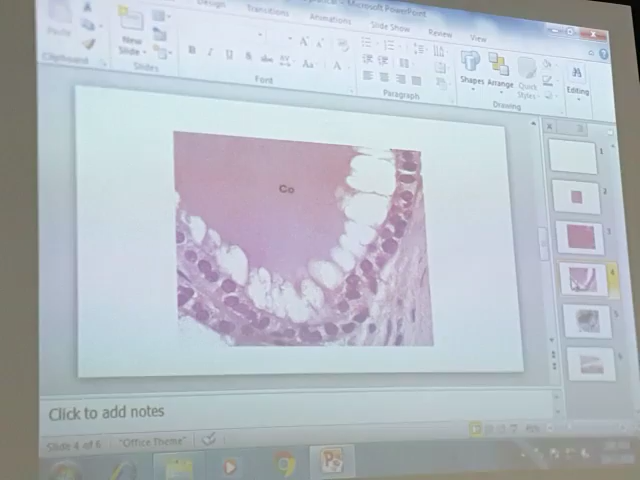 Microsoft PowerPoint
Design
Transitions
Animations
Slide Show
Review
View
Paste
New
Slide
Shapes
Arrange
Quick
Styles
Editing
Clipboard
Slides
Font
Paragraph
Drawing
Co
Click to add notes
Slide 4 of 6
"Office Theme"